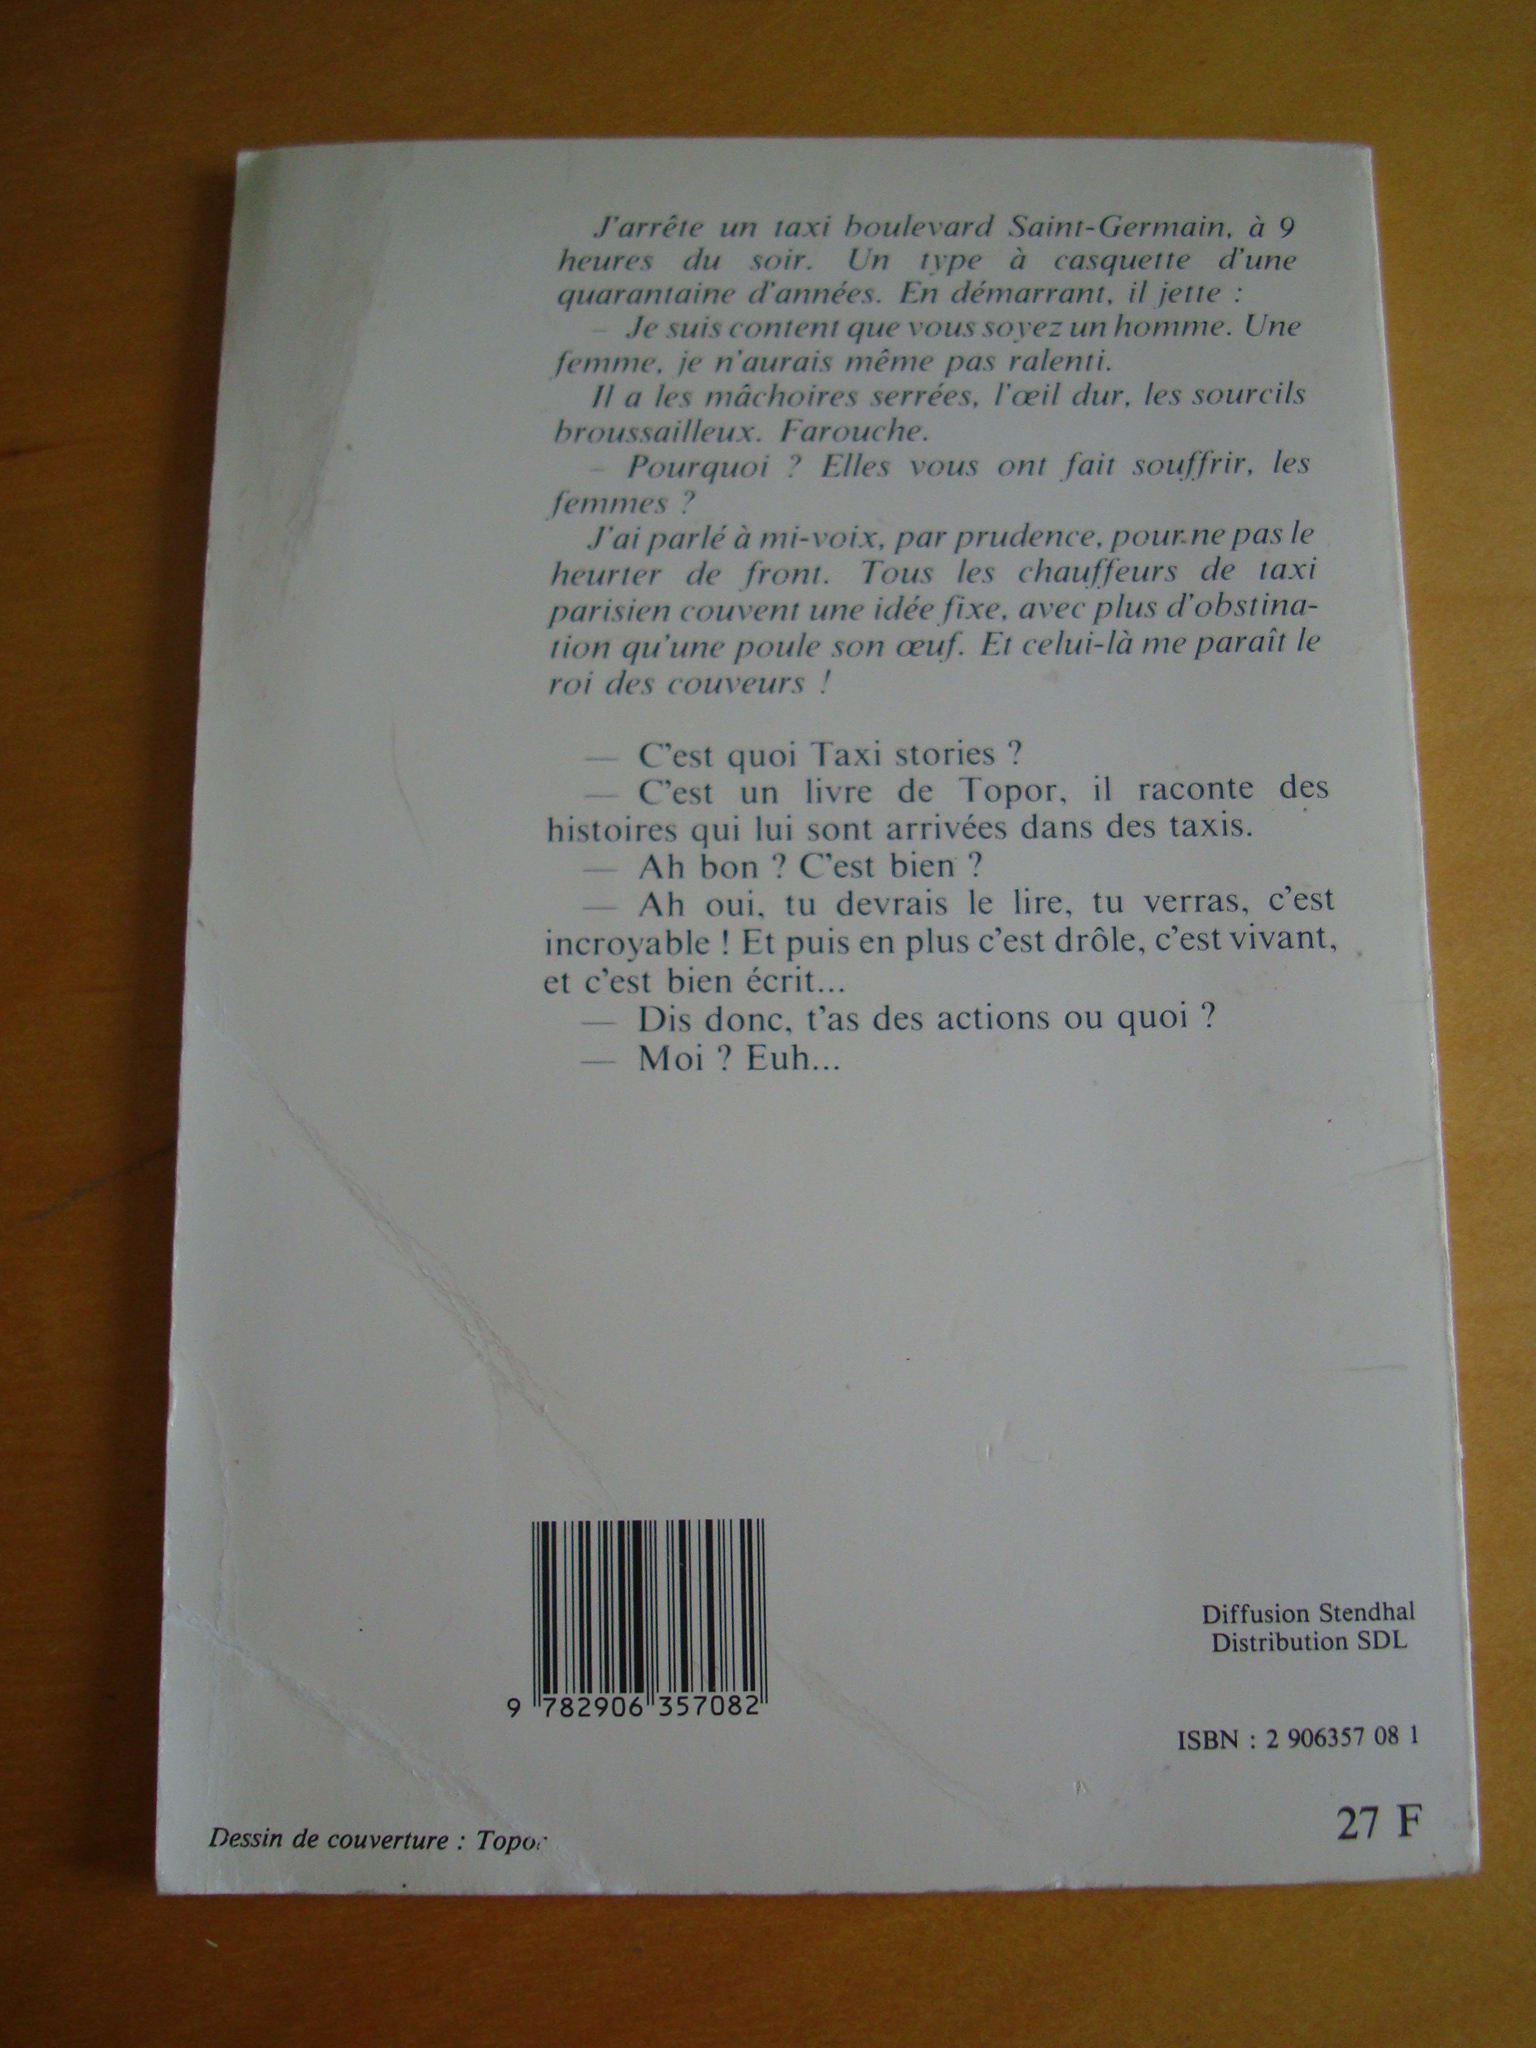 J'arrête un taxi boulevard Saint-Germain, à 9
heures du soir. Un type à casquette d'une
quarantaine d'années. En démarrant, il jette :
– Je suis content que vous soyez un homme. Une
femme, je n'aurais même pas ralenti.
Il a les mâchoires serrées, l'œil dur, les sourcils
broussailleux. Farouche.
– Pourquoi ? Elles vous ont fait souffrir, les
femmes ?
J'ai parlé à mi-voix, par prudence, pour ne pas le
heurter de front. Tous les chauffeurs de taxi
parisien couvent une idée fixe, avec plus d'obstina-
tion qu'une poule son œuf. Et celui-là me paraît le
roi des couveurs !
— C'est quoi Taxi stories ?
— C'est un livre de Topor, il raconte des
histoires qui lui sont arrivées dans des taxis.
— Ah bon ? C'est bien ?
— Ah oui, tu devrais le lire, tu verras, c'est
incroyable ! Et puis en plus c'est drôle, c'est vivant,
et c'est bien écrit...
— Dis donc, t'as des actions ou quoi ?
— Moi ? Euh...
Diffusion Stendhal
Distribution SDL
9 782906 357082
ISBN : 2 906357 08 1
27 F
Dessin de couverture : Topor